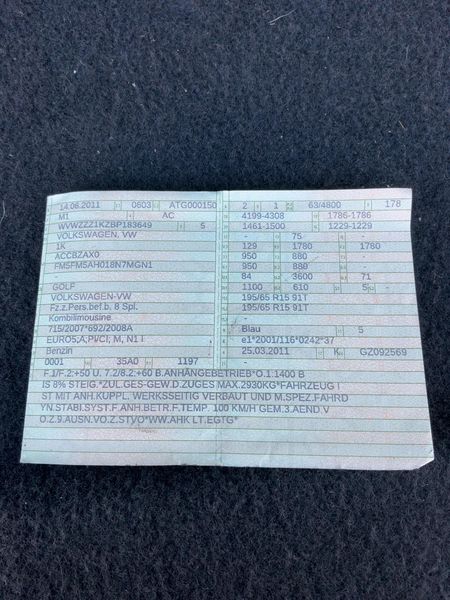 14.06.2011 0603 ATG000150 2 1 63/4800 178
M1 AC 4199-4308 1786-1786
WVWZZZ1KZBP183649 5 1461-1500 1229-1229
VOLKSWAGEN, VW - 75 -
1K 129 1780 1780
ACCBZAX0 950 880 -
FM5FM5AH018N7MGN1 950 880 -
84 3600 71
GOLF 1100 610 5 -
VOLKSWAGEN-VW 195/65 R15 91T
Fz.z.Pers.bef.b. 8 Spl. 195/65 R15 91T
Kombilimousine -
715/2007*692/2008A Blau 5
EURO5;A;PI/CI; M, N1 I e1*2001/116*0242*37
Benzin 25.03.2011 K GZ092569
0001 35A0 1197 -
F.1/F.2:+50 U. 7.2/8.2:+60 B.ANHÄNGEBETRIEB*O.1:1400 B
IS 8% STEIG.*ZUL.GES-GEW.D.ZUGES MAX.2930KG*FAHRZEUG I
ST MIT ANH.KUPPL. WERKSSEITIG VERBAUT UND M.SPEZ.FAHRD
YN.STABI.SYST.F.ANH.BETR.F.TEMP. 100 KM/H GEM.3.AEND V
O.Z.9.AUSN.VO.Z.STVO*WW.AHK LT.EGTG*